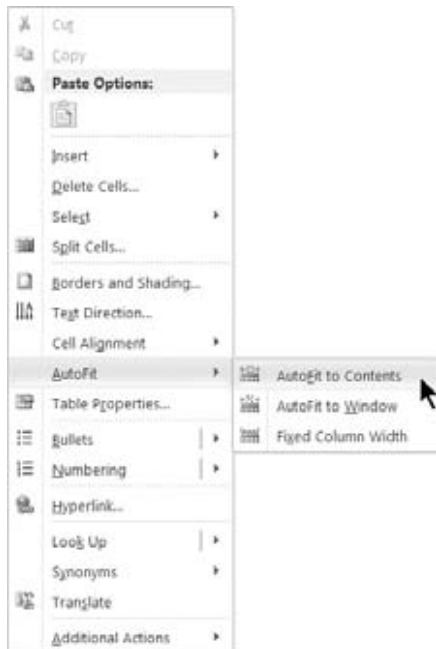 Cut
Copy
Paste Options:
Insert
Delete Cells...
Select
Split Cells...
Borders and Shading...
Text Direction...
Cell Alignment
AutoFit
AutoFit to Contents
AutoFit to Window
Fixed Column Width
Table Properties...
Bullets
Numbering
Hyperlink...
Look Up
Synonyms
Translate
Additional Actions